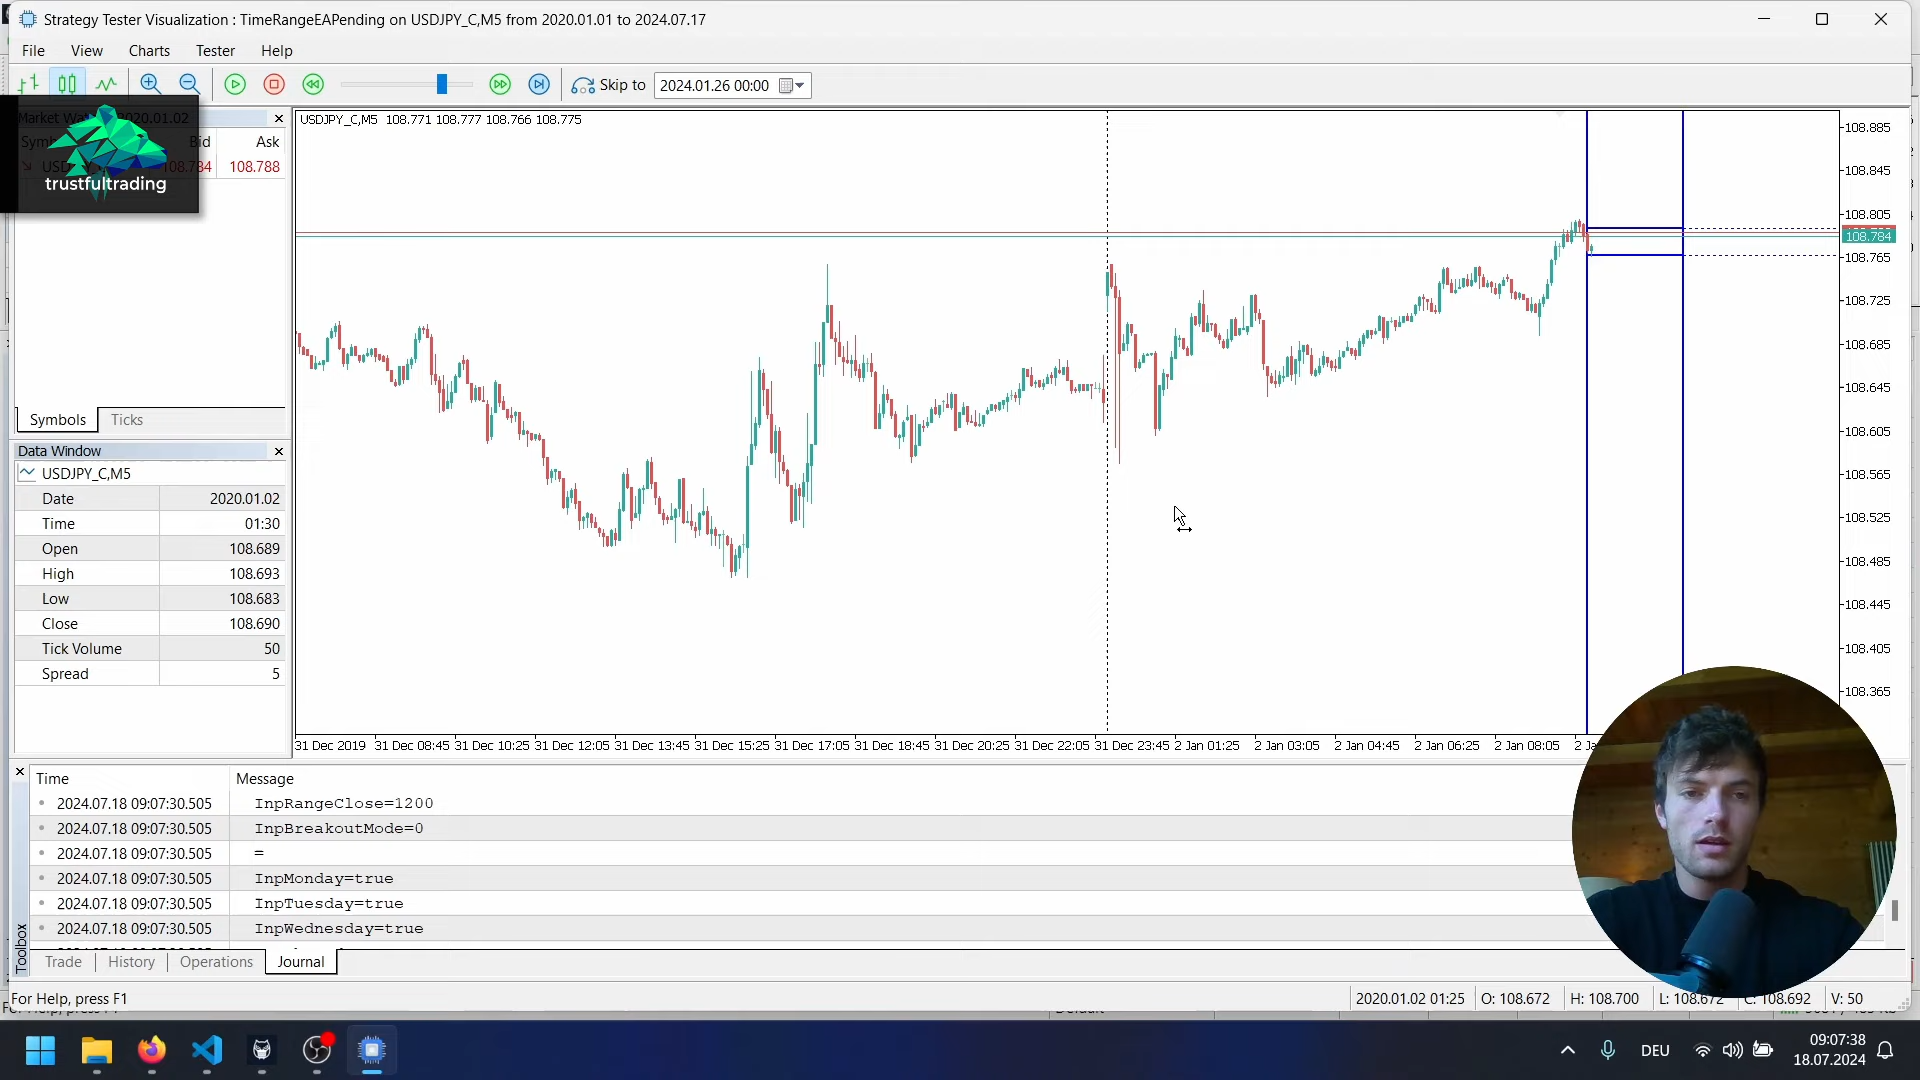 Strategy Tester Visualization : TimeRangeEAPending on USDJPY_C,M5 from 2020.01.01 to 2024.07.17
File View Charts Tester Help
Skip to 2024.01.26 00:00
Market 2020.01.02
Bid Ask
108.784 108.788
trustfultrading
Symbols Ticks
Data Window
USDJPY_C,M5
Date 2020.01.02
Time 01:30
Open 108.689
High 108.693
Low 108.683
Close 108.690
Tick Volume 50
Spread 5
USDJPY_C,M5 108.771 108.777 108.766 108.775
108.885
108.845
108.805
108.784
108.765
108.725
108.685
108.645
108.605
108.565
108.525
108.485
108.445
108.405
108.365
31 Dec 2019 31 Dec 08:45 31 Dec 10:25 31 Dec 12:05 31 Dec 13:45 31 Dec 15:25 31 Dec 17:05 31 Dec 18:45 31 Dec 20:25 31 Dec 22:05 31 Dec 23:45 2 Jan 01:25 2 Jan 03:05 2 Jan 04:45 2 Jan 06:25 2 Jan 08:05
Time Message
2024.07.18 09:07:30.505 InpRangeClose=1200
2024.07.18 09:07:30.505 InpBreakoutMode=0
2024.07.18 09:07:30.505 =
2024.07.18 09:07:30.505 InpMonday=true
2024.07.18 09:07:30.505 InpTuesday=true
2024.07.18 09:07:30.505 InpWednesday=true
Toolbox
Trade History Operations Journal
For Help, press F1 2020.01.02 01:25 O: 108.672 H: 108.700 L: 108.672 C: 108.692 V: 50
DEU
09:07:38
18.07.2024